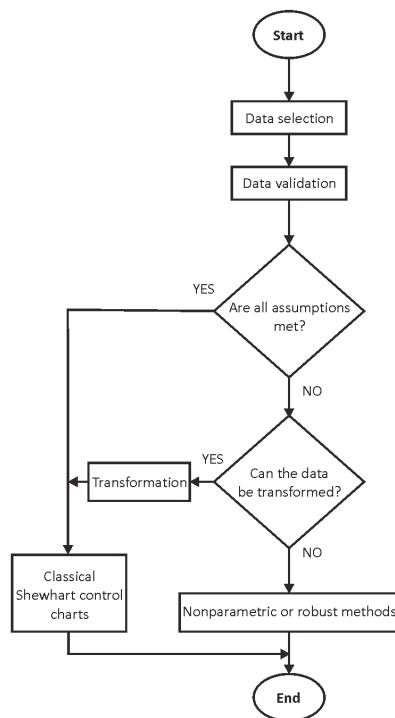 Start
Data selection
Data validation
YES
Are all assumptions
met?
NO
YES
Transformation
Can the data
be transformed?
NO
Classical
Shewhart control
charts
Nonparametric or robust methods
End